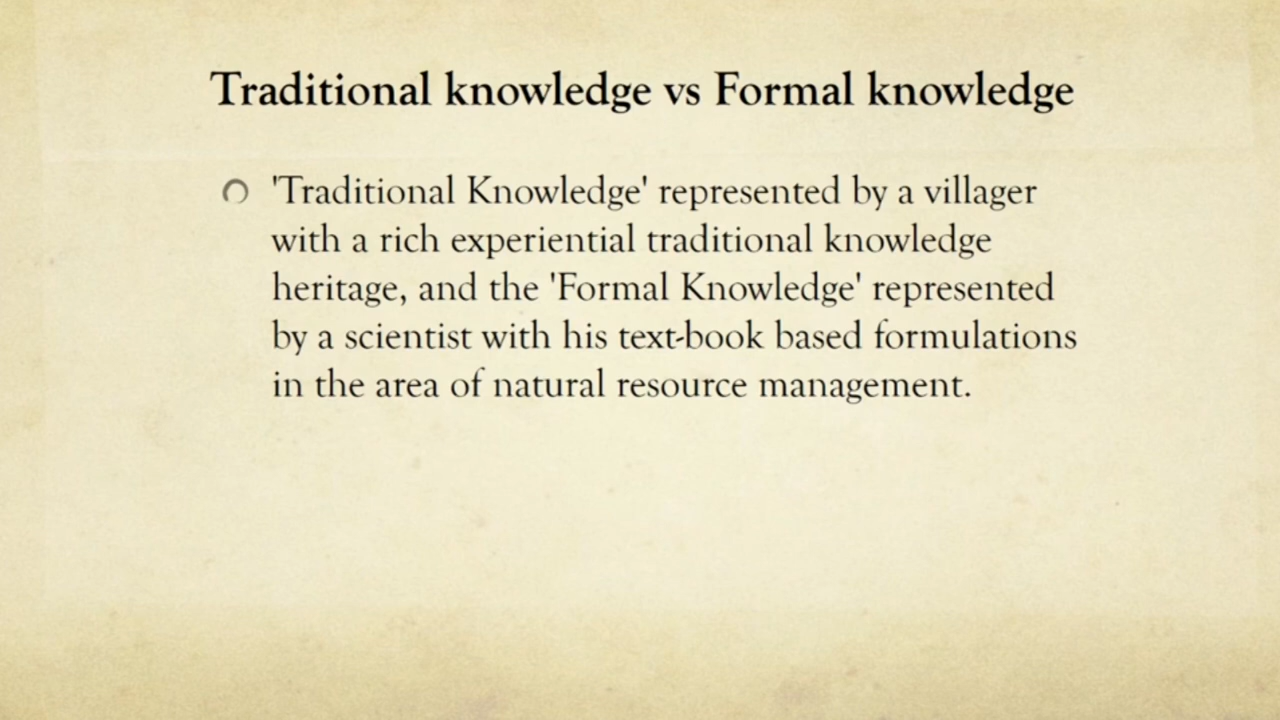 Traditional knowledge vs Formal knowledge
'Traditional Knowledge' represented by a villager
with a rich experiential traditional knowledge
heritage, and the 'Formal Knowledge' represented
by a scientist with his text-book based formulations
in the area of natural resource management.